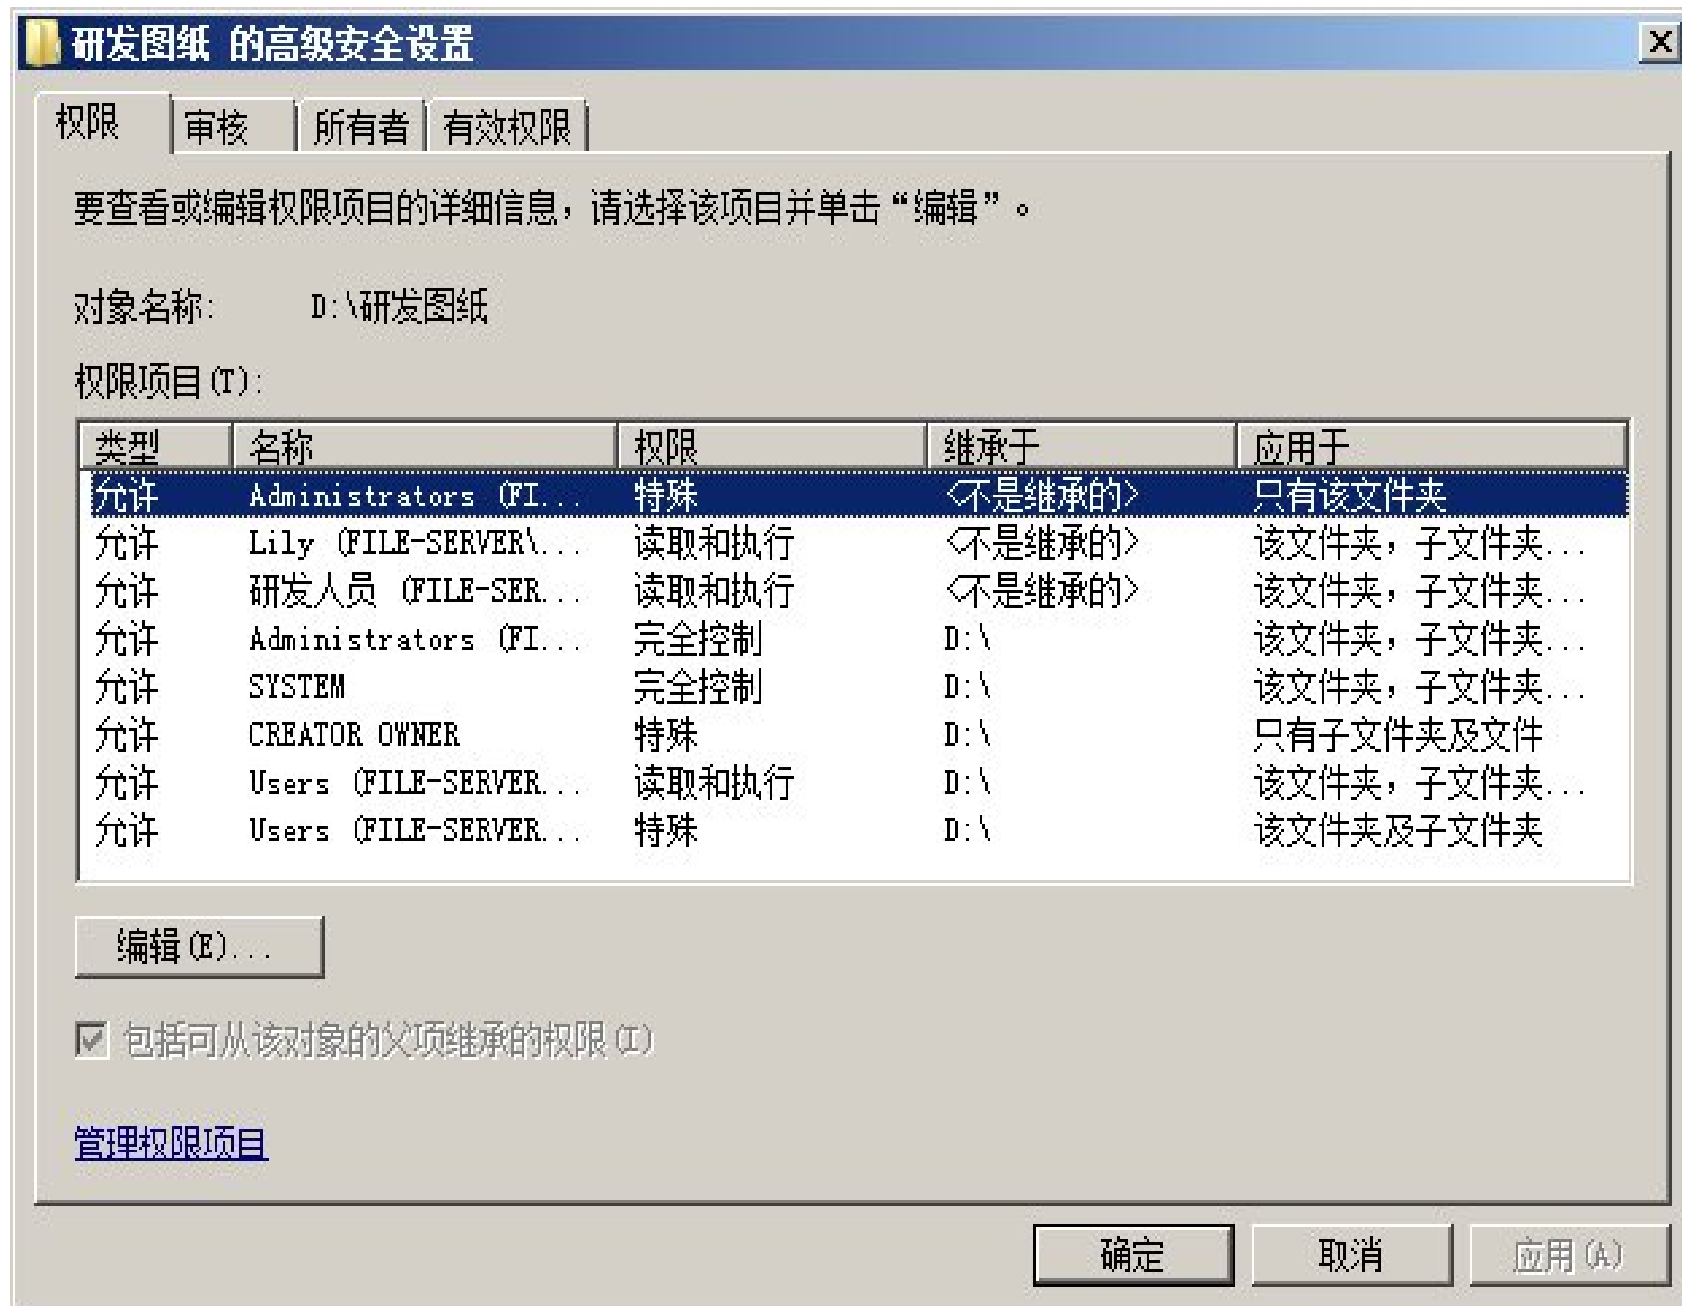 研发图纸 的高级安全设置
权限 审核 所有者 有效权限
要查看或编辑权限项目的详细信息，请选择该项目并单击“编辑”。
对象名称: D:\研发图纸
权限项目(T):
类型 名称 权限 继承于 应用于
允许 Administrators (FI... 特殊 <不是继承的> 只有该文件夹
允许 Lily (FILE-SERVER\... 读取和执行 <不是继承的> 该文件夹，子文件夹...
允许 研发人员 (FILE-SER... 读取和执行 <不是继承的> 该文件夹，子文件夹...
允许 Administrators (FI... 完全控制 D:\ 该文件夹，子文件夹...
允许 SYSTEM 完全控制 D:\ 该文件夹，子文件夹...
允许 CREATOR OWNER 特殊 D:\ 只有子文件夹及文件
允许 Users (FILE-SERVER... 读取和执行 D:\ 该文件夹，子文件夹...
允许 Users (FILE-SERVER... 特殊 D:\ 该文件夹及子文件夹
编辑(E)...
包括可从该对象的父项继承的权限(I)
管理权限项目
确定 取消 应用(A)